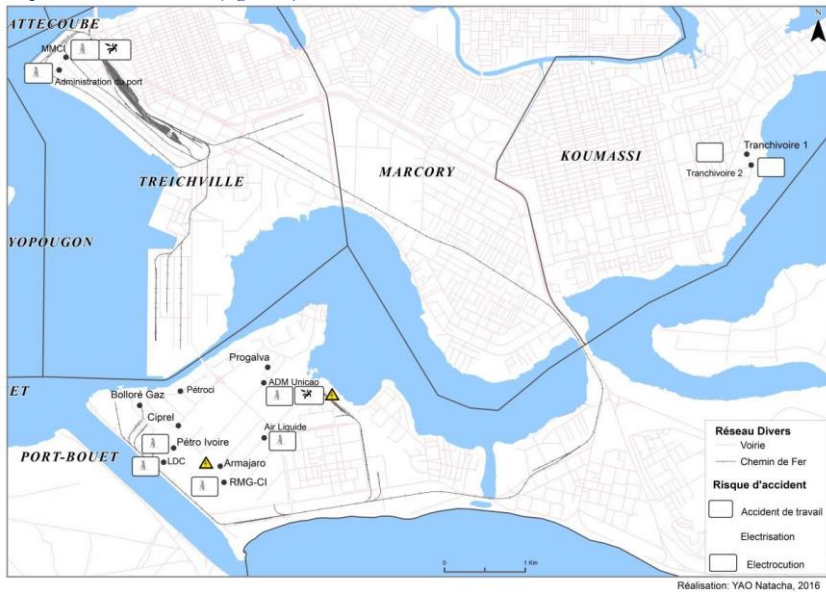 ATTECOUBE
N
MMCI
Administration du port
TREICHVILLE
MARCORY
KOUMASSI
Tranchivoire 1
Tranchivoire 2
YOPOUGON
Progalva
ADM Unicao
ET
Bolloré Gaz
Pétroci
Ciprel
Air Liquide
Pétro Ivoire
PORT-BOUET
LDC
Armajaro
RMG-CI
Réseau Divers
Voirie
Chemin de Fer
Risque d'accident
Accident de travail
Electrisation
Electrocution
0
1 Km
Réalisation: YAO Natacha, 2016